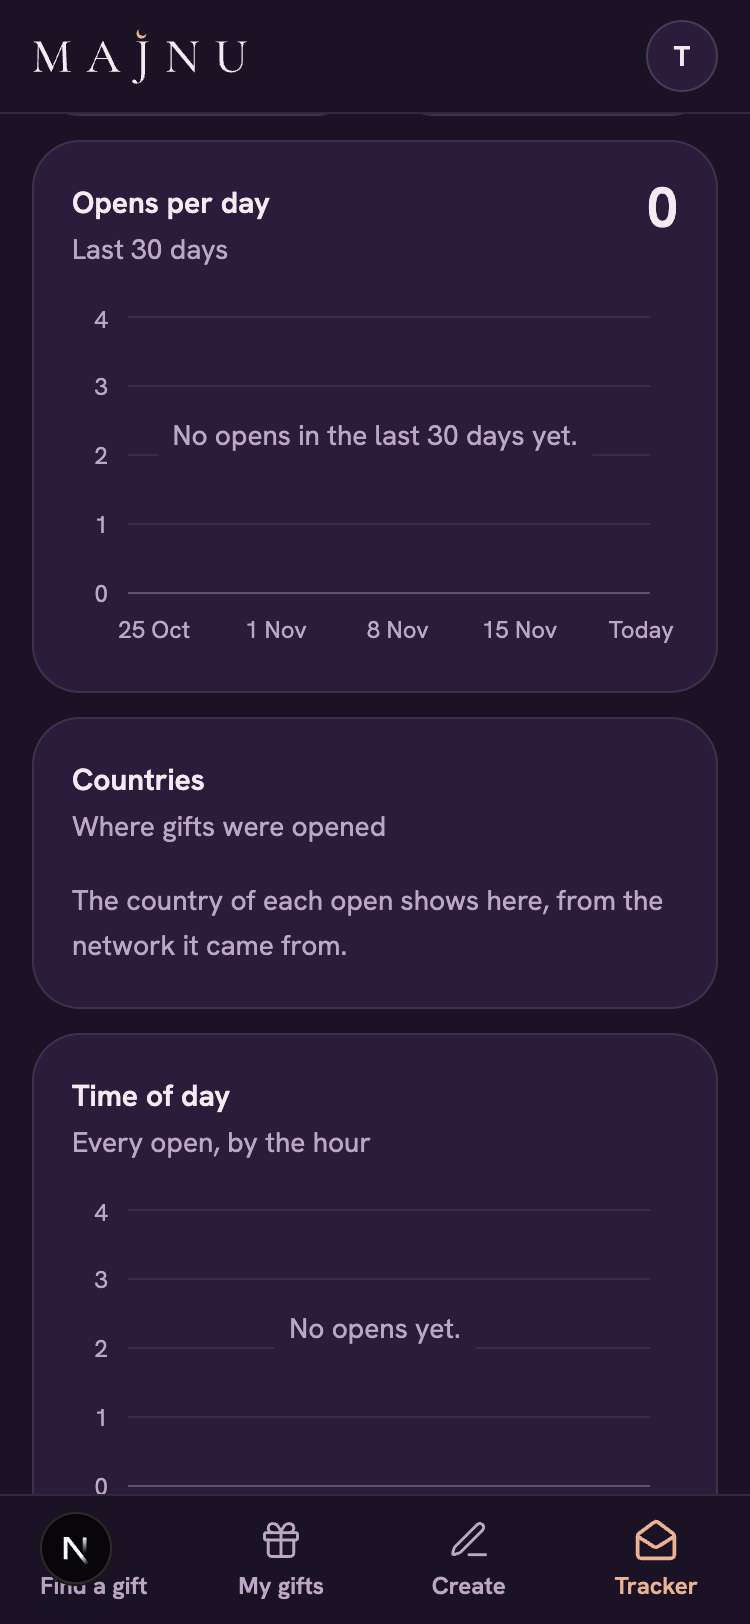 MAJNU
T
Opens per day
0
Last 30 days
4
3
No opens in the last 30 days yet.
2
1
0
25 Oct 1 Nov 8 Nov 15 Nov Today
Countries
Where gifts were opened
The country of each open shows here, from the
network it came from.
Time of day
Every open, by the hour
4
3
No opens yet.
2
1
0
N
Find a gift My gifts Create Tracker